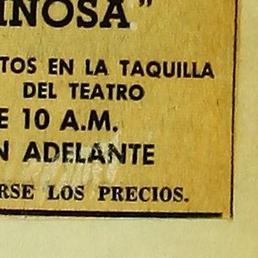 INOSA"
TOS EN LA TAQUILLA
DEL TEATRO
E 10 A.M.
N ADELANTE
RSE LOS PRECIOS.